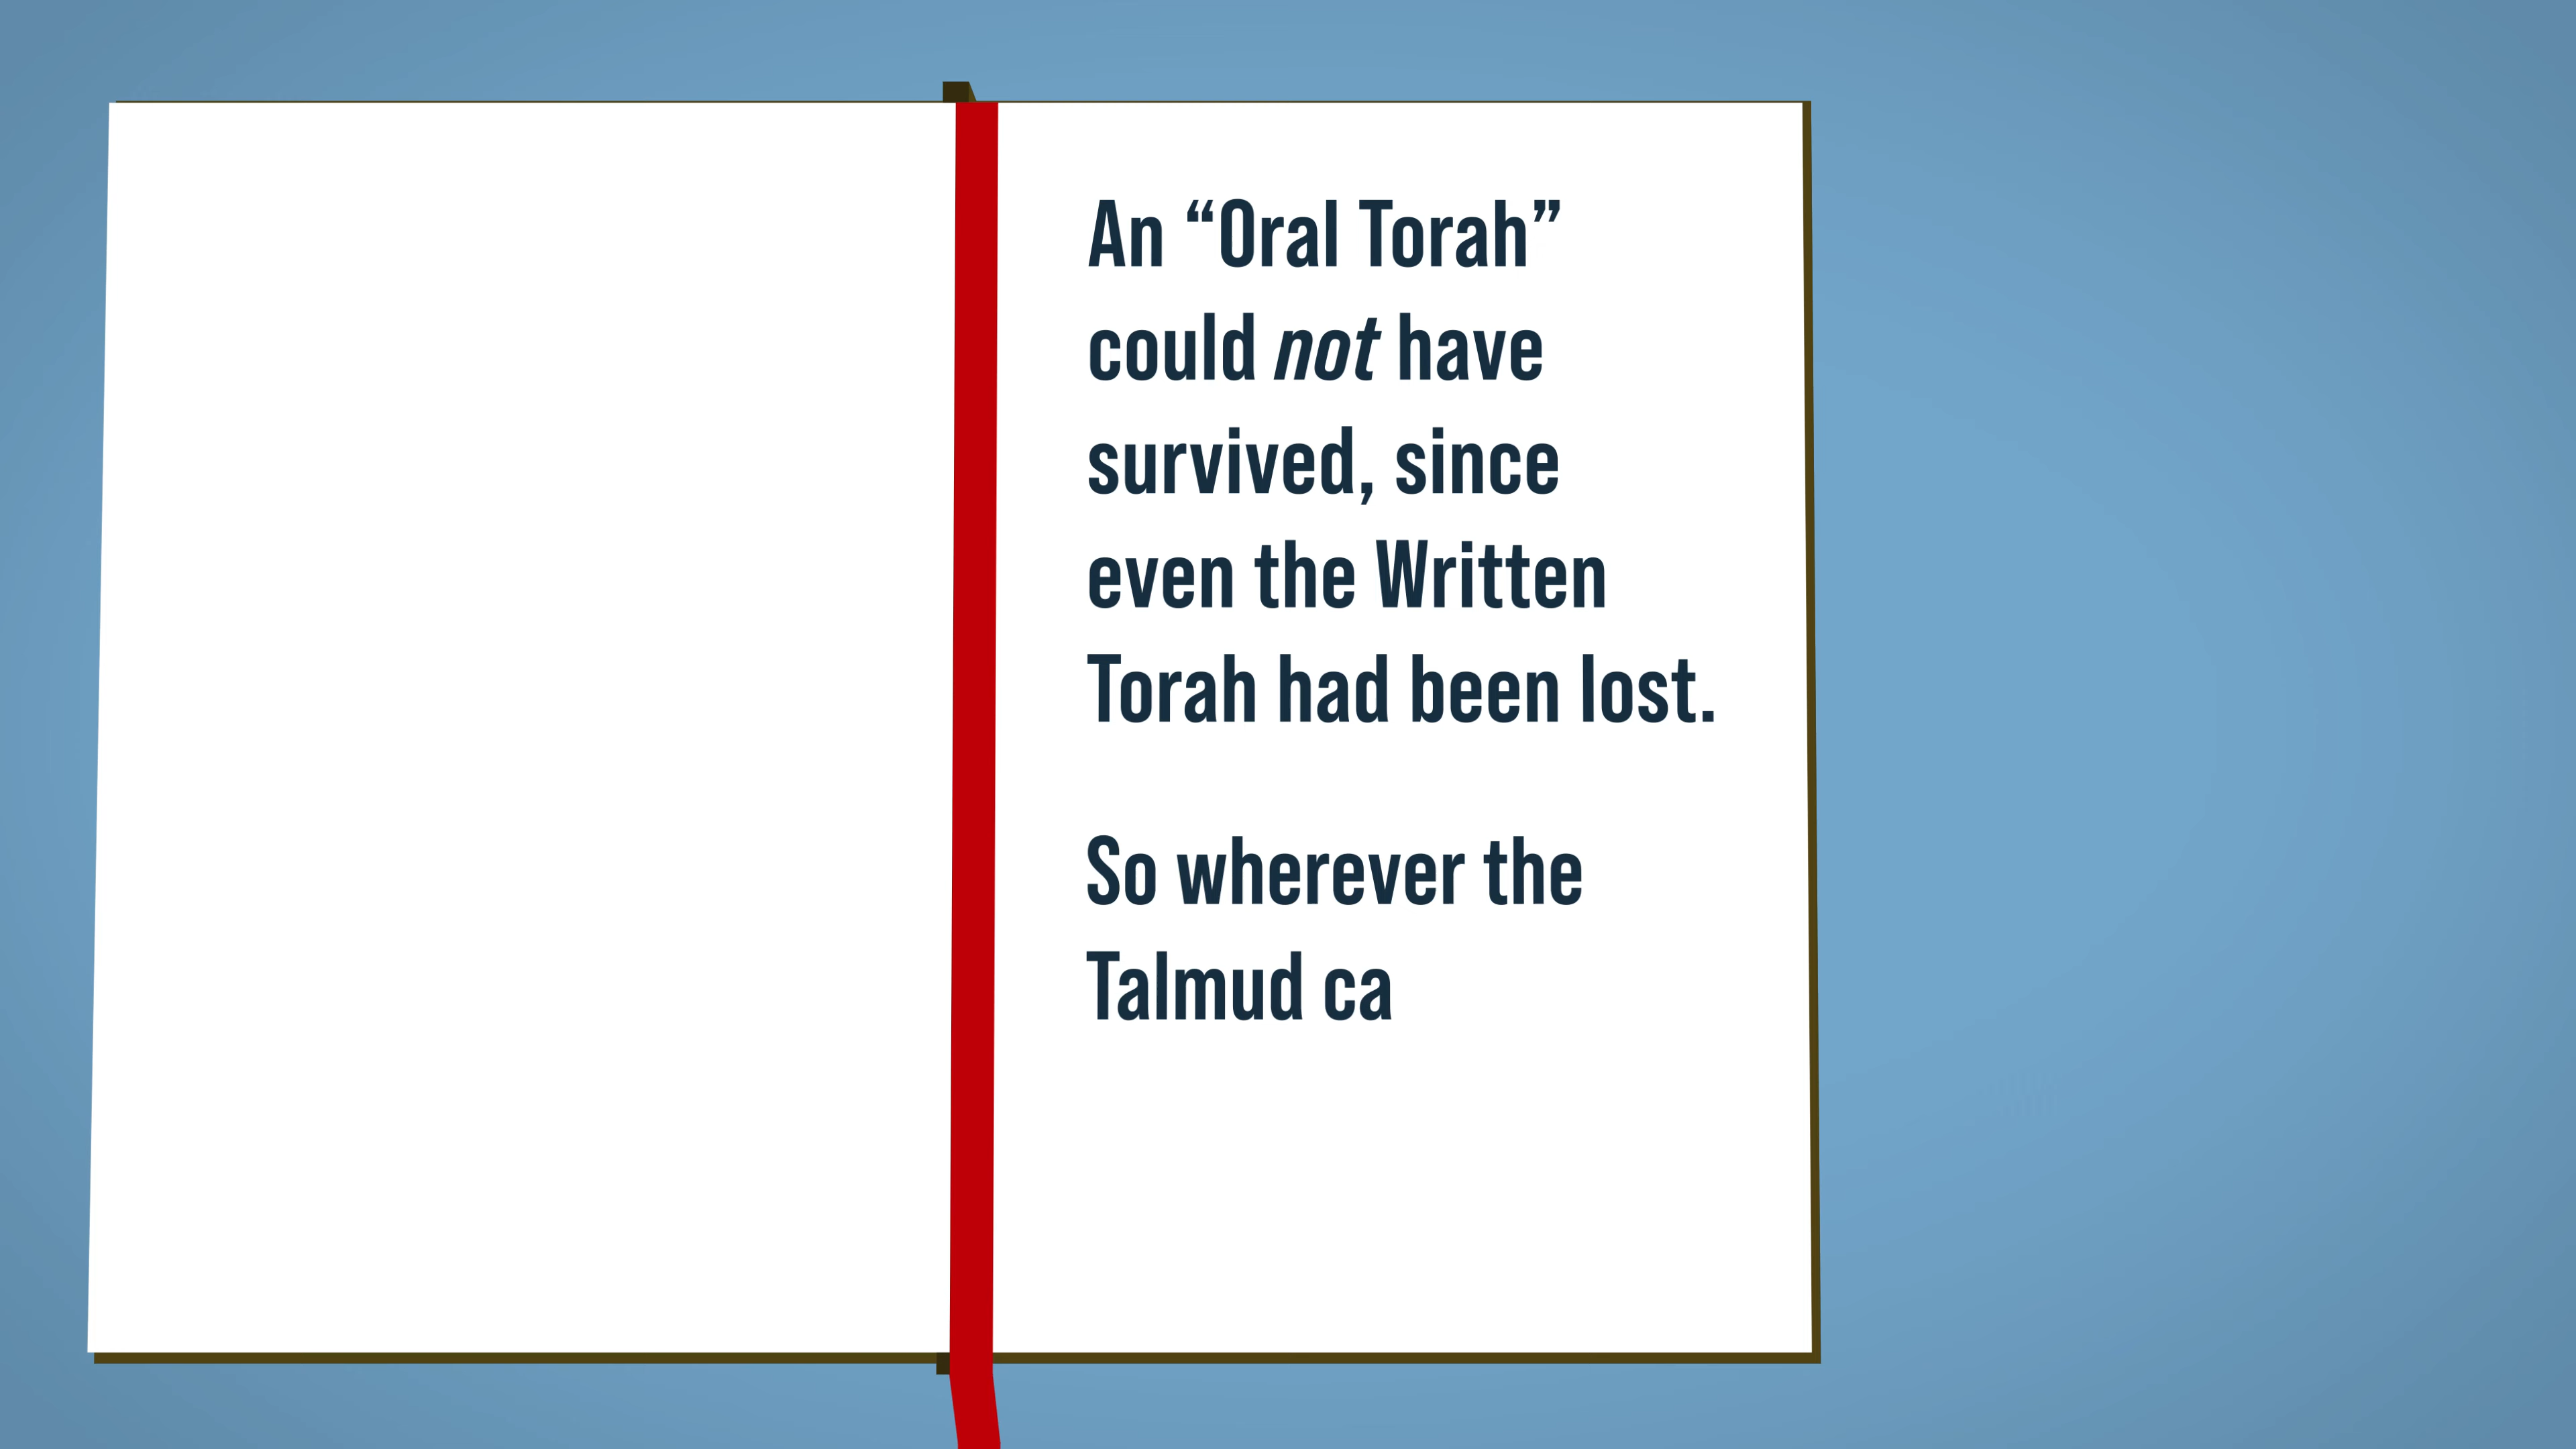 An “Oral Torah”
could not have
survived, since
even the Written
Torah had been lost.
So wherever the
Talmud ca